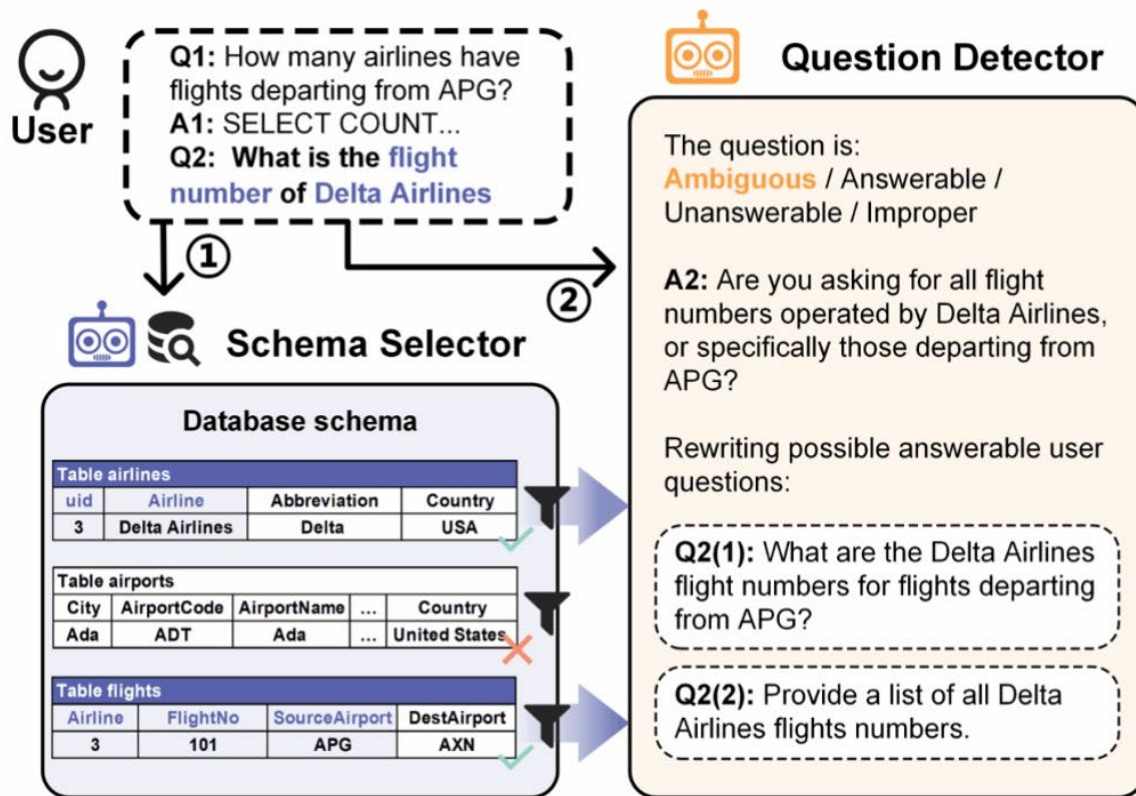 User
Q1: How many airlines have
flights departing from APG?
A1: SELECT COUNT...
Q2: What is the flight
number of Delta Airlines
①
②
Schema Selector
Database schema
Table airlines
uid Airline Abbreviation Country
3 Delta Airlines Delta USA
Table airports
City AirportCode AirportName ... Country
Ada ADT Ada ... United States
Table flights
Airline FlightNo SourceAirport DestAirport
3 101 APG AXN
Question Detector
The question is:
Ambiguous / Answerable /
Unanswerable / Improper
A2: Are you asking for all flight
numbers operated by Delta Airlines,
or specifically those departing from
APG?
Rewriting possible answerable user
questions:
Q2(1): What are the Delta Airlines
flight numbers for flights departing
from APG?
Q2(2): Provide a list of all Delta
Airlines flights numbers.